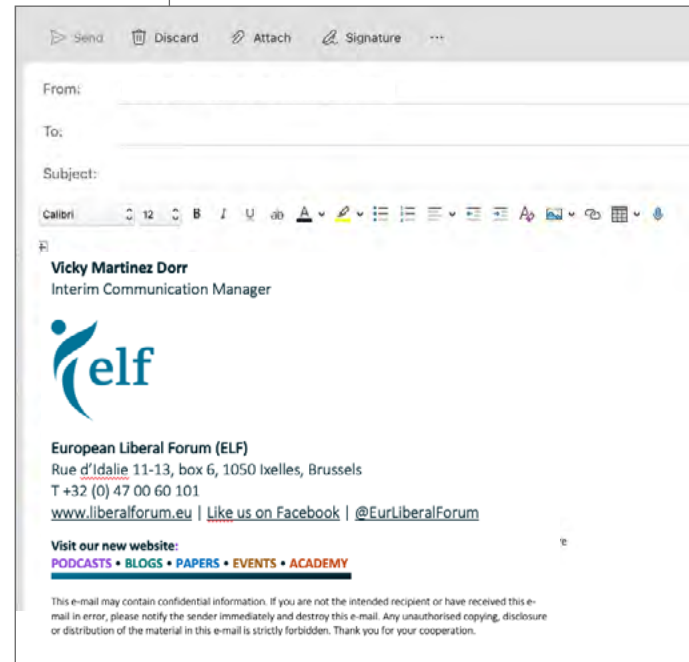 Send Discard Attach Signature ...
From:
To:
Subject:
Calibri 12 B I U ab A A
Vicky Martinez Dorr
Interim Communication Manager
elf
European Liberal Forum (ELF)
Rue d'Idalie 11-13, box 6, 1050 Ixelles, Brussels
T +32 (0) 47 00 60 101
www.liberalforum.eu | Like us on Facebook | @EurLiberalForum
Visit our new website:
PODCASTS • BLOGS • PAPERS • EVENTS • ACADEMY
This e-mail may contain confidential information. If you are not the intended recipient or have received this e-
mail in error, please notify the sender immediately and destroy this e-mail. Any unauthorised copying, disclosure
or distribution of the material in this e-mail is strictly forbidden. Thank you for your cooperation.